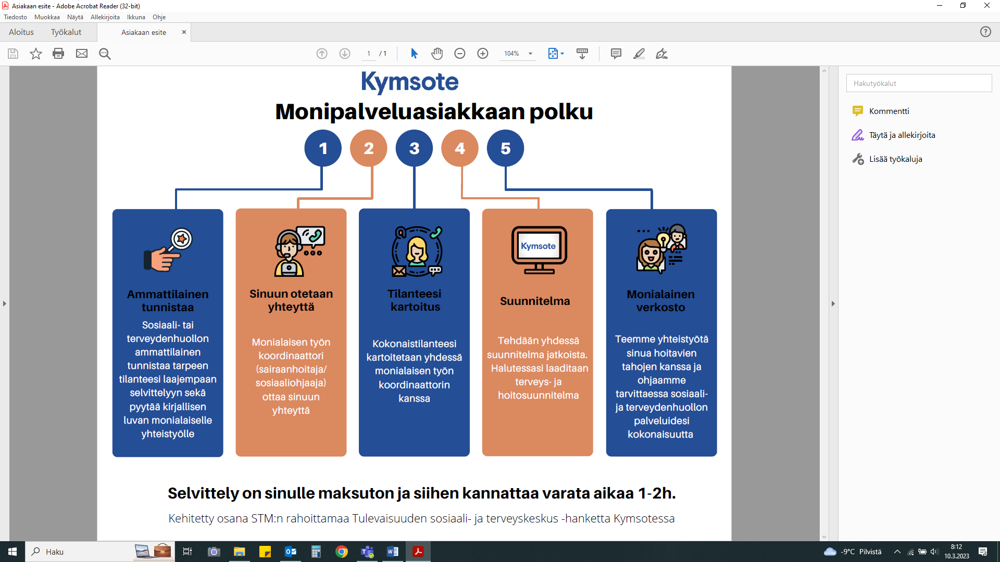 Asiakaan esite - Adobe Acrobat Reader (32-bit)
Tiedosto Muokkaa Näytä Allekirjoita Ikkuna Ohje
Aloitus Työkalut Asiakaan esite
1 / 1 104%
Kymsote
Monipalveluasiakkaan polku
1 2 3 4 5
Ammattilainen
tunnistaa
Sosiaali- tai
terveydenhuollon
ammattilainen
tunnistaa tarpeen
tilanteesi laajempaan
selvittelyyn sekä
pyytää kirjallisen
luvan monialaiselle
yhteistyölle
Sinuun otetaan
yhteyttä
Monialaisen työn
koordinaattori
(sairaanhoitaja/
sosiaaliohjaaja)
ottaa sinuun
yhteyttä
Tilanteesi
kartoitus
Kokonaistilanteesi
kartoitetaan yhdessä
monialaisen työn
koordinaattorin
kanssa
Kymsote
Suunnitelma
Tehdään yhdessä
suunnitelma jatkoista.
Halutessasi laaditaan
terveys- ja
hoitosuunnitelma
Monialainen
verkosto
Teemme yhteistyötä
sinua hoitavien
tahojen kanssa ja
ohjaamme
tarvittaessa sosiaali-
ja terveydenhuollon
palveluidesi
kokonaisuutta
Selvittely on sinulle maksuton ja siihen kannattaa varata aikaa 1-2h.
Kehitetty osana STM:n rahoittamaa Tulevaisuuden sosiaali- ja terveyskeskus -hanketta Kymsotessa
Hakutyökalut
Kommentti
Täytä ja allekirjoita
Lisää työkaluja
Haku
-9°C Pilvistä
8:12
10.3.2023